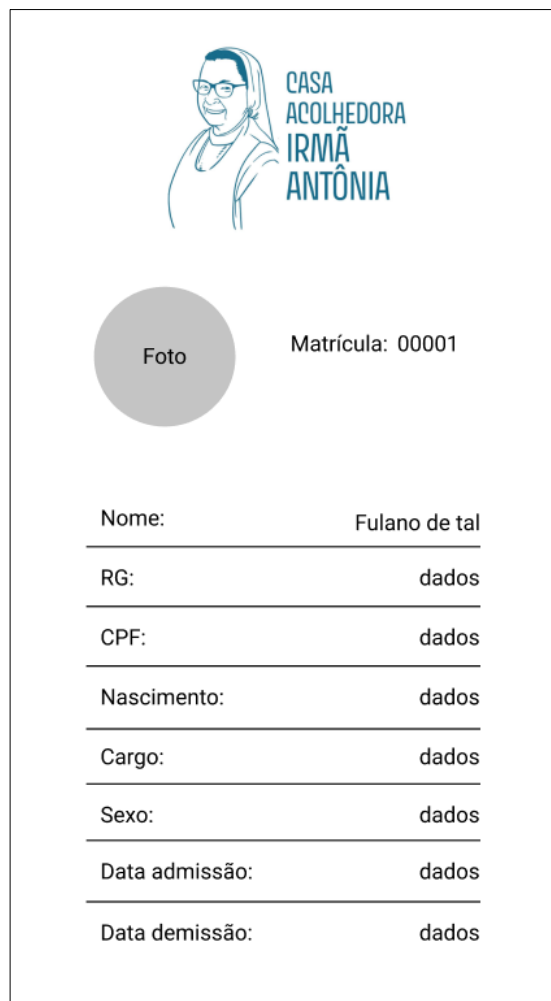 CASA
ACOLHEDORA
IRMÃ
ANTÔNIA
Foto
Matrícula: 00001
Nome: Fulano de tal
RG: dados
CPF: dados
Nascimento: dados
Cargo: dados
Sexo: dados
Data admissão: dados
Data demissão: dados